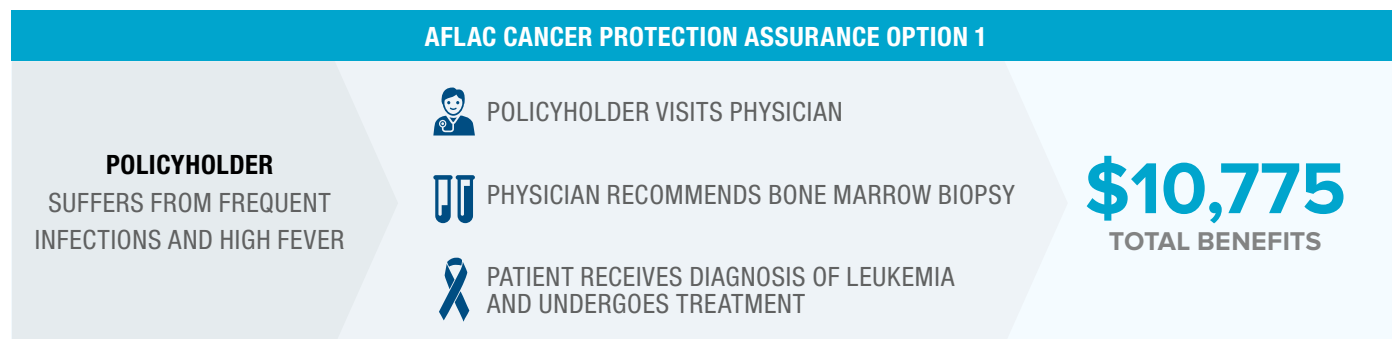 AFLAC CANCER PROTECTION ASSURANCE OPTION 1
POLICYHOLDER
SUFFERS FROM FREQUENT
INFECTIONS AND HIGH FEVER
POLICYHOLDER VISITS PHYSICIAN
PHYSICIAN RECOMMENDS BONE MARROW BIOPSY
PATIENT RECEIVES DIAGNOSIS OF LEUKEMIA
AND UNDERGOES TREATMENT
$10,775
TOTAL BENEFITS